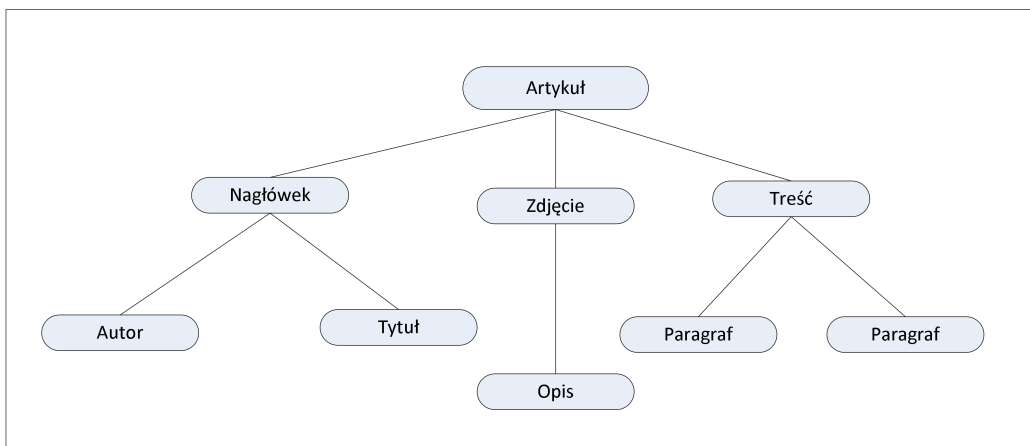 Artykuł
Nagłówek
Zdjęcie
Treść
Autor
Tytuł
Paragraf
Paragraf
Opis